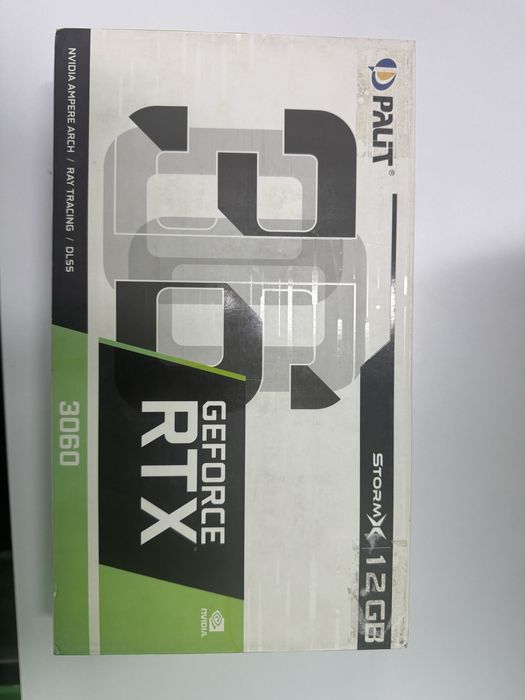 PALIT®
STORMX 12GB
GEFORCE
RTX
NVIDIA
NVIDIA AMPERE ARCH / RAY TRACING / DLSS
3060